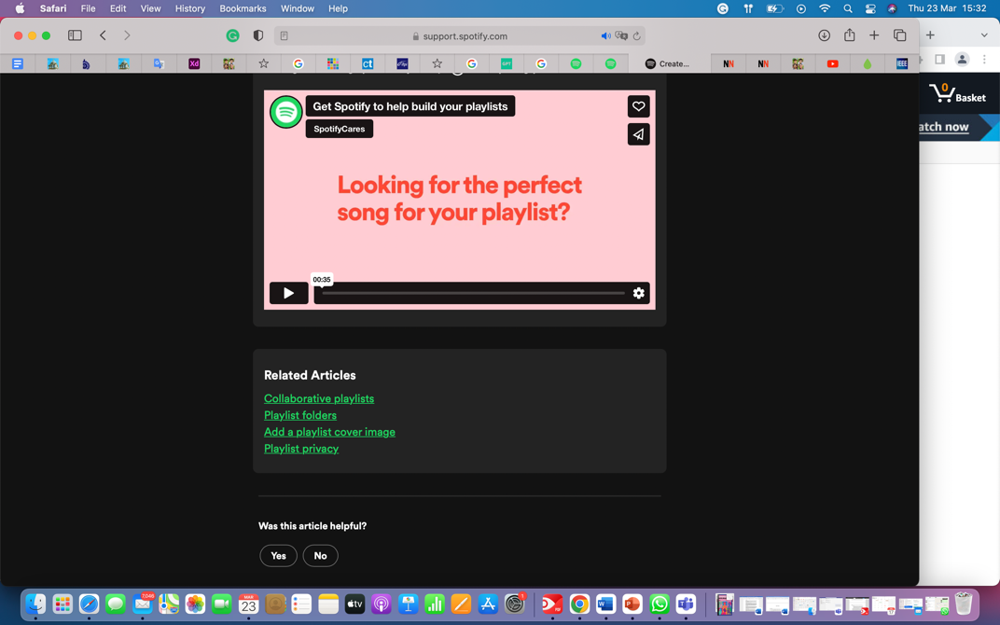 Safari File Edit View History Bookmarks Window Help Thu 23 Mar 15:32
support.spotify.com
Create...
0
Basket
atch now
Get Spotify to help build your playlists
SpotifyCares
Looking for the perfect
song for your playlist?
00:35
Related Articles
Collaborative playlists
Playlist folders
Add a playlist cover image
Playlist privacy
Was this article helpful?
Yes No